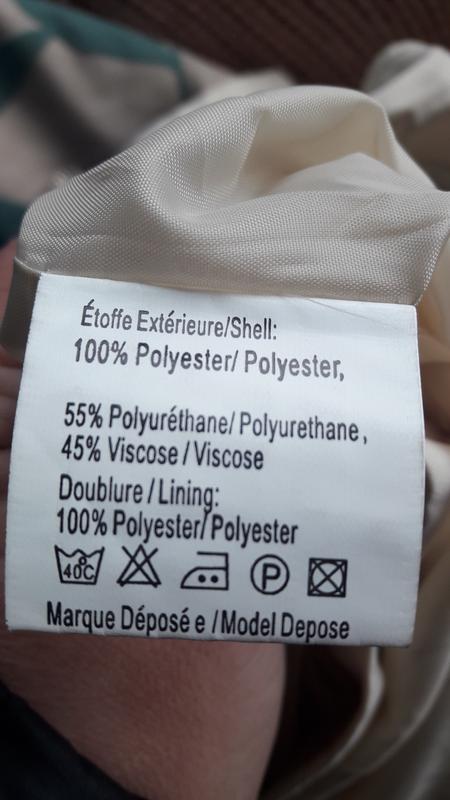 Étoffe Extérieure/Shell:
100% Polyester/ Polyester,
55% Polyuréthane/ Polyurethane,
45% Viscose / Viscose
Doublure / Lining:
100% Polyester/ Polyester
40C P
Marque Déposé e / Model Depose